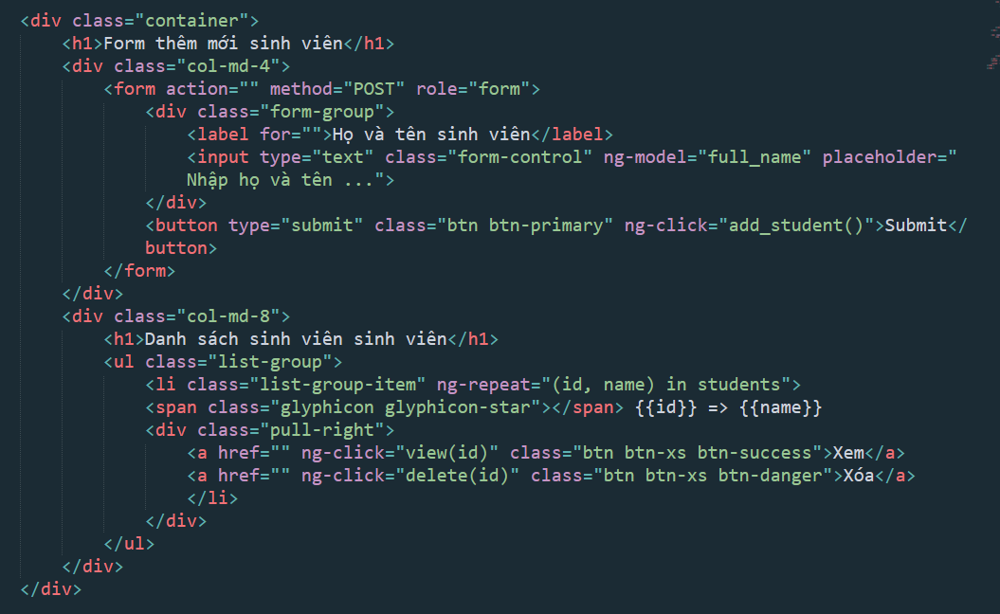 <div class="container">
<h1>Form thêm mới sinh viên</h1>
<div class="col-md-4">
<form action="" method="POST" role="form">
<div class="form-group">
<label for="">Họ và tên sinh viên</label>
<input type="text" class="form-control" ng-model="full_name" placeholder="
Nhập họ và tên ...">
</div>
<button type="submit" class="btn btn-primary" ng-click="add_student()">Submit</
button>
</form>
</div>
<div class="col-md-8">
<h1>Danh sách sinh viên sinh viên</h1>
<ul class="list-group">
<li class="list-group-item" ng-repeat="(id, name) in students">
<span class="glyphicon glyphicon-star"></span> {{id}} => {{name}}
<div class="pull-right">
<a href="" ng-click="view(id)" class="btn btn-xs btn-success">Xem</a>
<a href="" ng-click="delete(id)" class="btn btn-xs btn-danger">Xóa</a>
</li>
</div>
</ul>
</div>
</div>